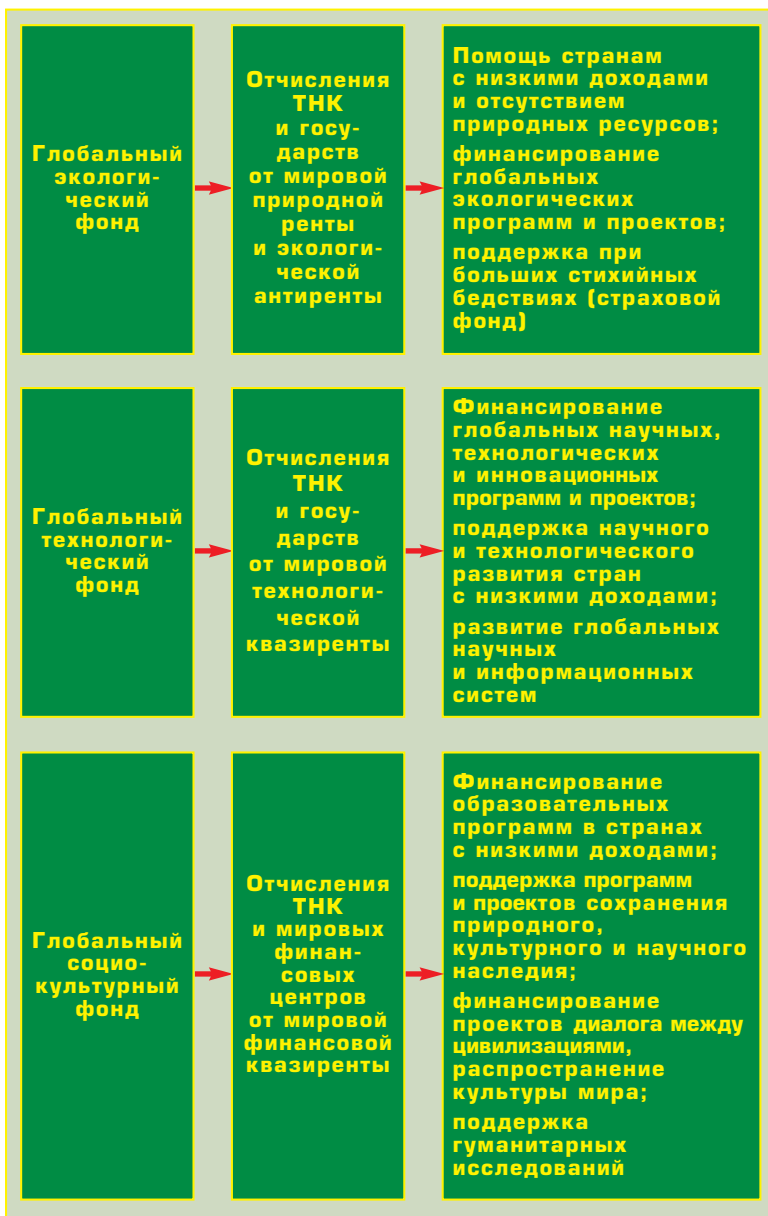 Глобальный
экологи-
ческий
фонд
Отчисления
ТНК
и госу-
дарств
от мировой
природной
ренты
и экологи-
ческой
антиренты
Помощь странам
с низкими доходами
и отсутствием
природных ресурсов;
финансирование
глобальных
экологических
программ и проектов;
поддержка при
больших стихийных
бедствиях (страховой
фонд)
Глобальный
технологи-
ческий
фонд
Отчисления
ТНК
и госу-
дарств
от мировой
технологи-
ческой
квазиренты
Финансирование
глобальных научных,
технологических
и инновационных
программ и проектов;
поддержка научного
и технологического
развития стран
с низкими доходами;
развитие глобальных
научных
и информационных
систем
Глобальный
социо-
культурный
фонд
Отчисления
ТНК
и мировых
финан-
совых
центров
от мировой
финансовой
квазиренты
Финансирование
образовательных
программ в странах
с низкими доходами;
поддержка программ
и проектов сохранения
природного,
культурного и научного
наследия;
финансирование
проектов диалога между
цивилизациями,
распространение
культуры мира;
поддержка
гуманитарных
исследований